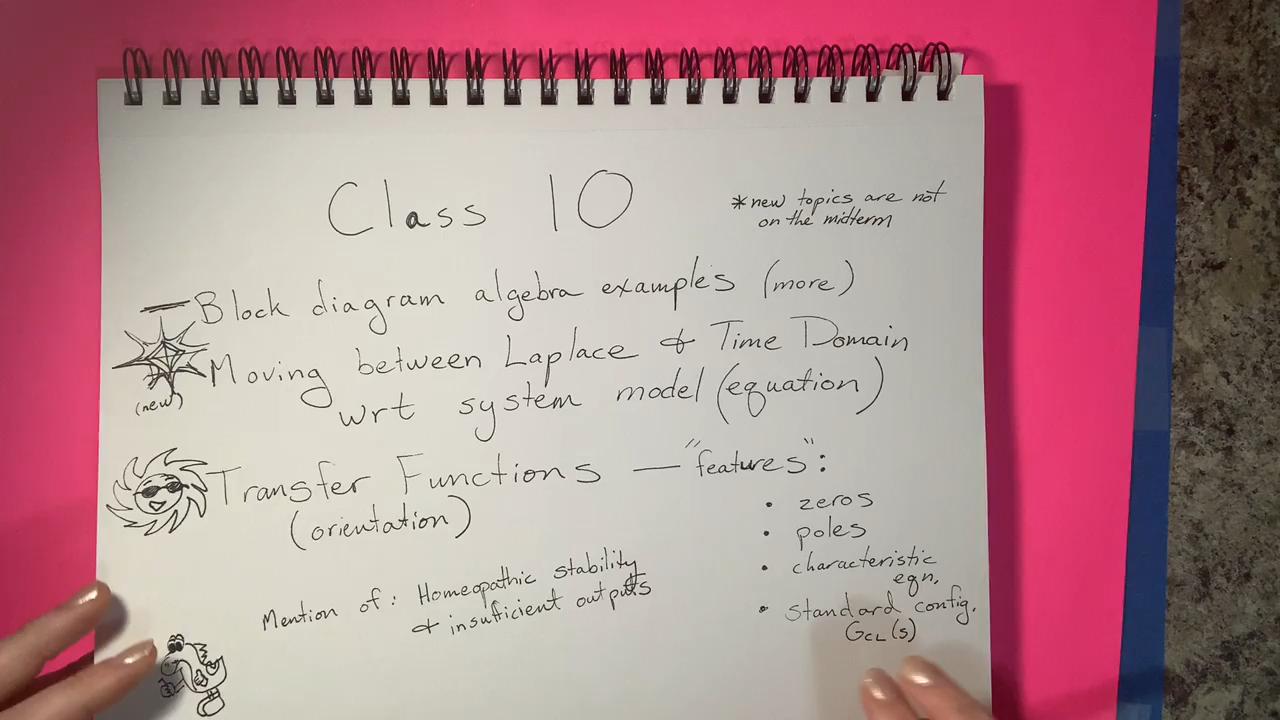 Class 10
*new topics are not
on the midterm
Block diagram algebra examples (more)
Moving between Laplace & Time Domain
(new)
wrt system model (equation)
Transfer Functions — "features":
(orientation)
• zeros
• poles
• characteristic
eqn.
• standard config.
GCL(s)
Mention of: Homeopathic stability
& insufficient outputs